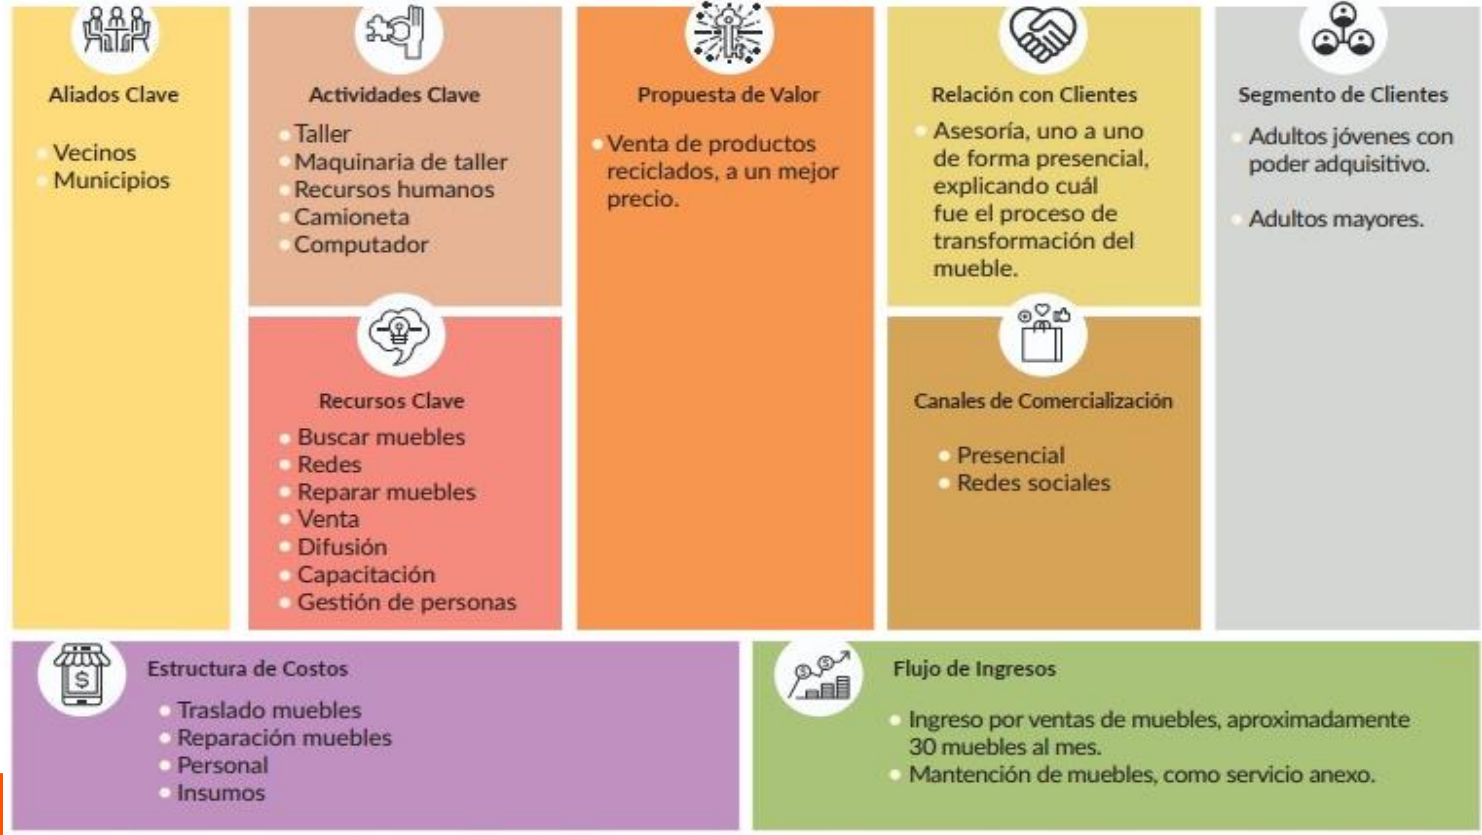 Aliados Clave
Vecinos
Municipios
Actividades Clave
Taller
Maquinaria de taller
Recursos humanos
Camioneta
Computador
Recursos Clave
Buscar muebles
Redes
Reparar muebles
Venta
Difusión
Capacitación
Gestión de personas
Propuesta de Valor
Venta de productos
reciclados, a un mejor
precio.
Relación con Clientes
Asesoría, uno a uno
de forma presencial,
explicando cuál
fue el proceso de
transformación del
mueble.
Canales de Comercialización
Presencial
Redes sociales
Segmento de Clientes
Adultos jóvenes con
poder adquisitivo.
Adultos mayores.
Estructura de Costos
Traslado muebles
Reparación muebles
Personal
Insumos
Flujo de Ingresos
Ingreso por ventas de muebles, aproximadamente
30 muebles al mes.
Mantención de muebles, como servicio anexo.